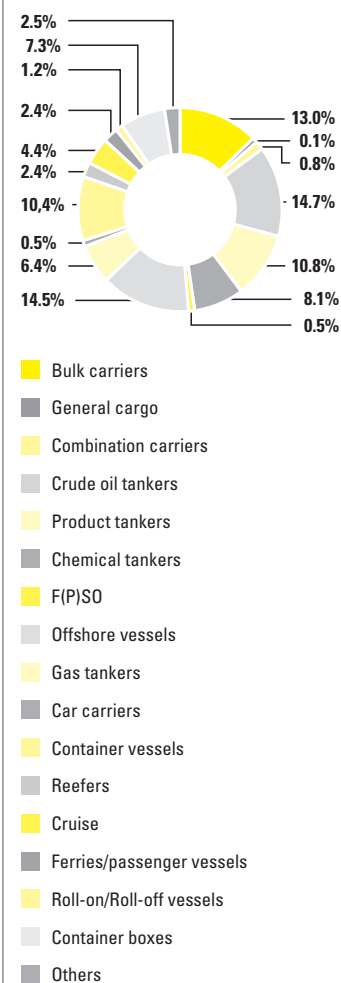 2.5%
7.3%
1.2%
2.4%
4.4%
2.4%
10,4%
0.5%
6.4%
14.5%
13.0%
0.1%
0.8%
14.7%
10.8%
8.1%
0.5%
Bulk carriers
General cargo
Combination carriers
Crude oil tankers
Product tankers
Chemical tankers
F(P)SO
Offshore vessels
Gas tankers
Car carriers
Container vessels
Reefers
Cruise
Ferries/passenger vessels
Roll-on/Roll-off vessels
Container boxes
Others